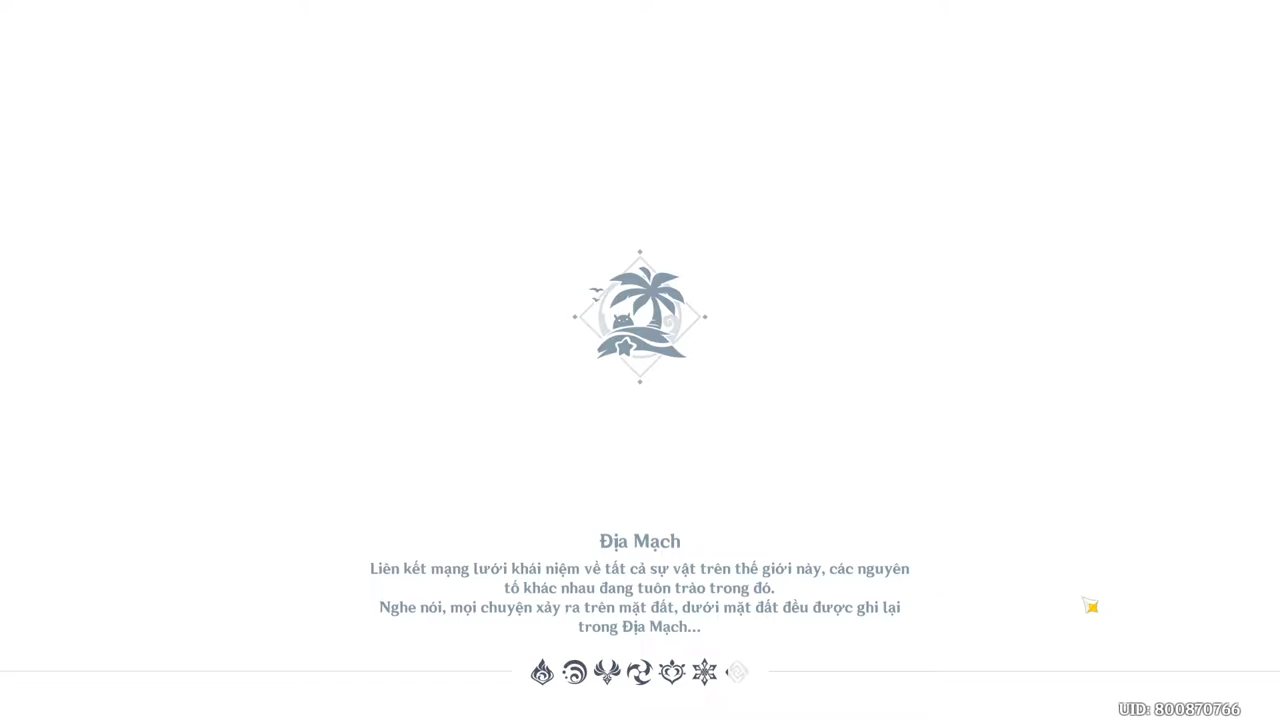 Địa Mạch
Liên kết mạng lưới khái niệm về tất cả sự vật trên thế giới này, các nguyên
tố khác nhau đang tuôn trào trong đó.
Nghe nói, mọi chuyện xảy ra trên mặt đất, dưới mặt đất đều được ghi lại
trong Địa Mạch...
UID: 800870766